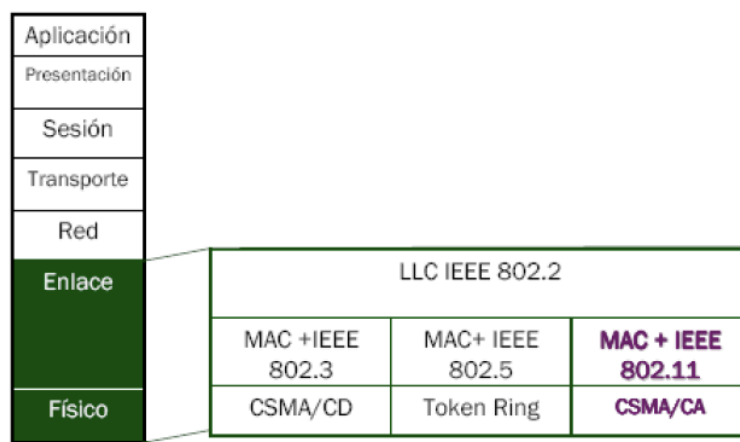 Aplicación
Presentación
Sesión
Transporte
Red
Enlace
Físico
LLC IEEE 802.2
MAC +IEEE
802.3
MAC+ IEEE
802.5
MAC + IEEE
802.11
CSMA/CD
Token Ring
CSMA/CA